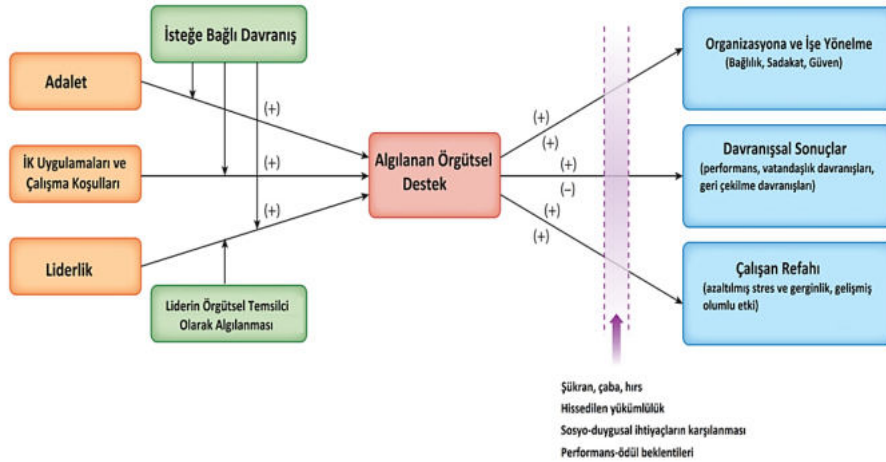 İsteğe Bağlı Davranış
Adalet
İK Uygulamaları ve
Çalışma Koşulları
Liderlik
Liderin Örgütsel Temsilci
Olarak Algılanması
(+)
(+)
(+)
Algılanan Örgütsel
Destek
(+)
(+)
(+)
(−)
(+)
(+)
Organizasyona ve İşe Yönelme
(Bağlılık, Sadakat, Güven)
Davranışsal Sonuçlar
(performans, vatandaşlık davranışları,
geri çekilme davranışları)
Çalışan Refahı
(azaltılmış stres ve gerginlik, gelişmiş
olumlu etki)
Şükran, çaba, hırs
Hissedilen yükümlülük
Sosyo-duygusal ihtiyaçların karşılanması
Performans-ödül beklentileri